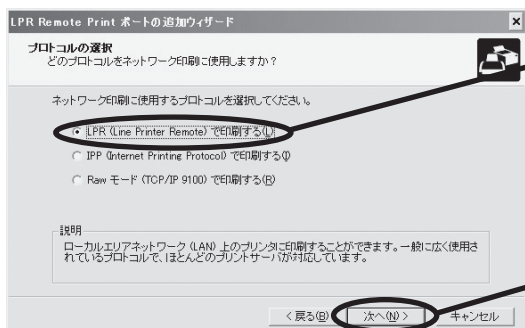 LPR Remote Print ポートの追加ウィザード
プロトコルの選択
どのプロトコルをネットワーク印刷に使用しますか?
ネットワーク印刷に使用するプロトコルを選択してください。
LPR (Line Printer Remote) で印刷する(L)
IPP (Internet Printing Protocol) で印刷する(I)
Raw モード (TCP/IP 9100) で印刷する(R)
説明
ローカルエリアネットワーク (LAN) 上のプリンタに印刷することができます。一般に広く使用さ
れているプロトコルで、ほとんどのプリントサーバが対応しています。
< 戻る(B) 次へ(N) > キャンセル